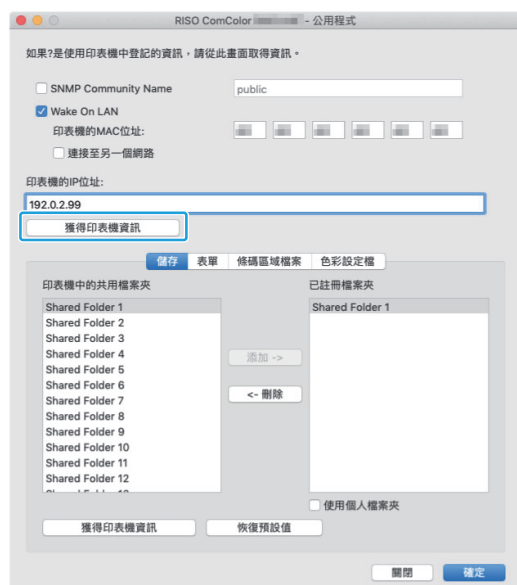 RISO ComColor - 公用程式
如果?是使用印表機中登記的資訊，請從此畫面取得資訊。
SNMP Community Name
public
Wake On LAN
印表機的MAC位址:
連接至另一個網路
印表機的IP位址:
192.0.2.99
獲得印表機資訊
儲存 表單 條碼區域檔案 色彩設定檔
印表機中的共用檔案夾 已註冊檔案夾
Shared Folder 1 Shared Folder 1
Shared Folder 2
Shared Folder 3
Shared Folder 4
添加 ->
Shared Folder 5
Shared Folder 6
<- 刪除
Shared Folder 7
Shared Folder 8
Shared Folder 9
Shared Folder 10
Shared Folder 11
Shared Folder 12
使用個人檔案夾
獲得印表機資訊 恢復預設值
關閉 確定